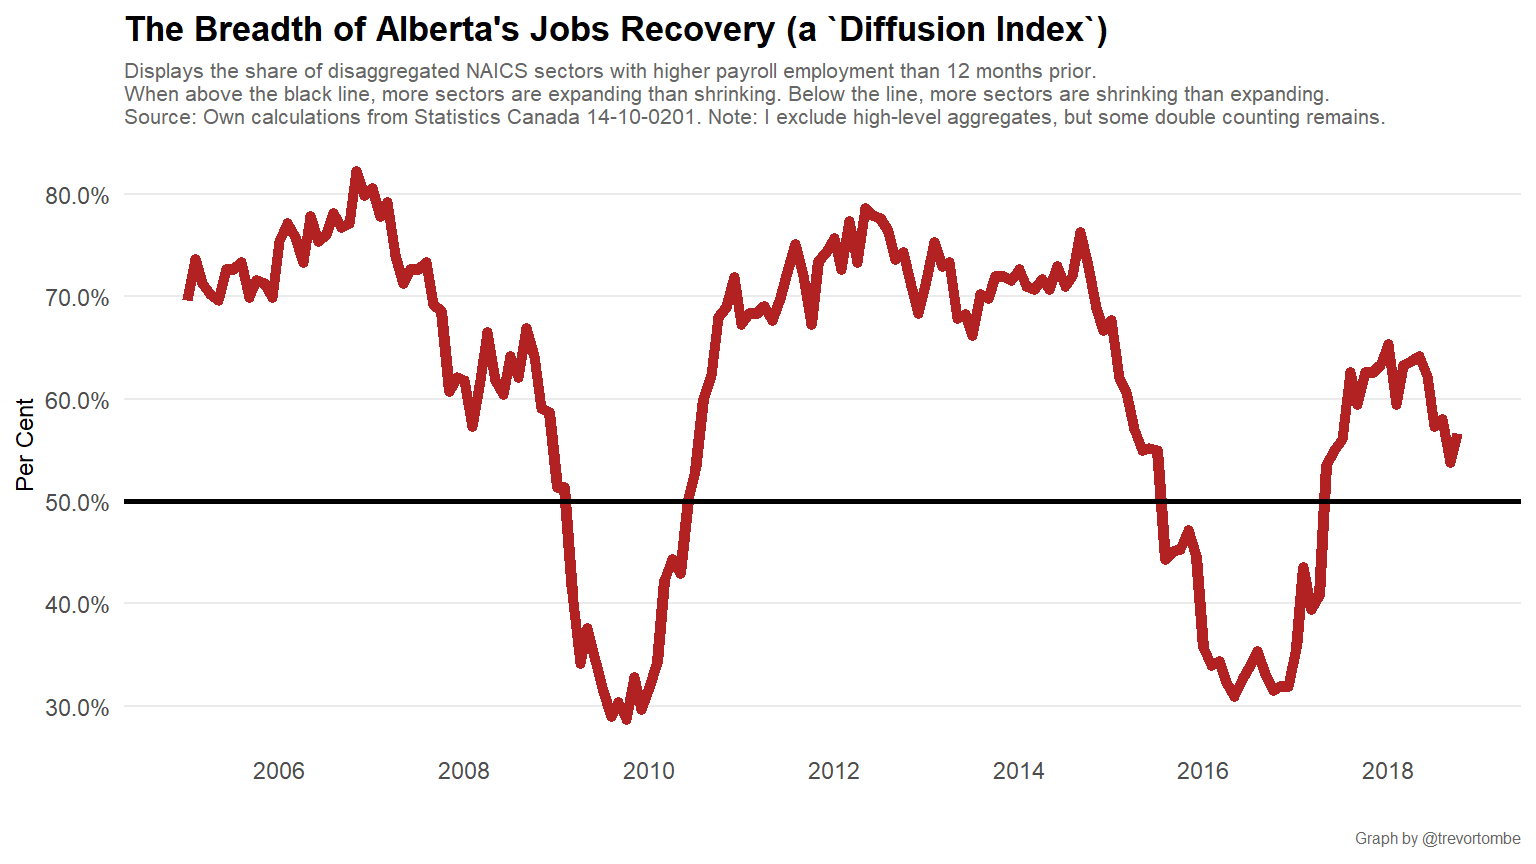 The Breadth of Alberta's Jobs Recovery (a `Diffusion Index`)
Displays the share of disaggregated NAICS sectors with higher payroll employment than 12 months prior.
When above the black line, more sectors are expanding than shrinking. Below the line, more sectors are shrinking than expanding.
Source: Own calculations from Statistics Canada 14-10-0201. Note: I exclude high-level aggregates, but some double counting remains.
Per Cent
80.0%
70.0%
60.0%
50.0%
40.0%
30.0%
2006 2008 2010 2012 2014 2016 2018
Graph by @trevortombe